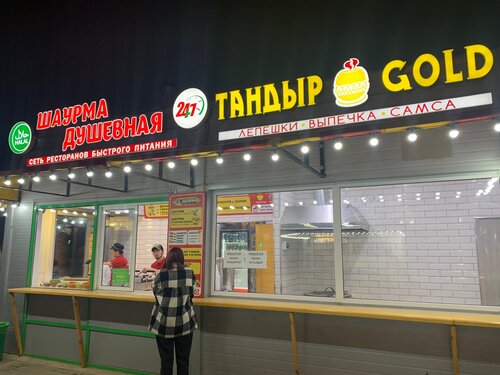 HALAL
ШАУРМА
ДУШЕВНАЯ
СЕТЬ РЕСТОРАНОВ БЫСТРОГО ПИТАНИЯ
24/7
ТАНДЫР GOLD
ЛЕПЕШКИ • ВЫПЕЧКА • САМСА